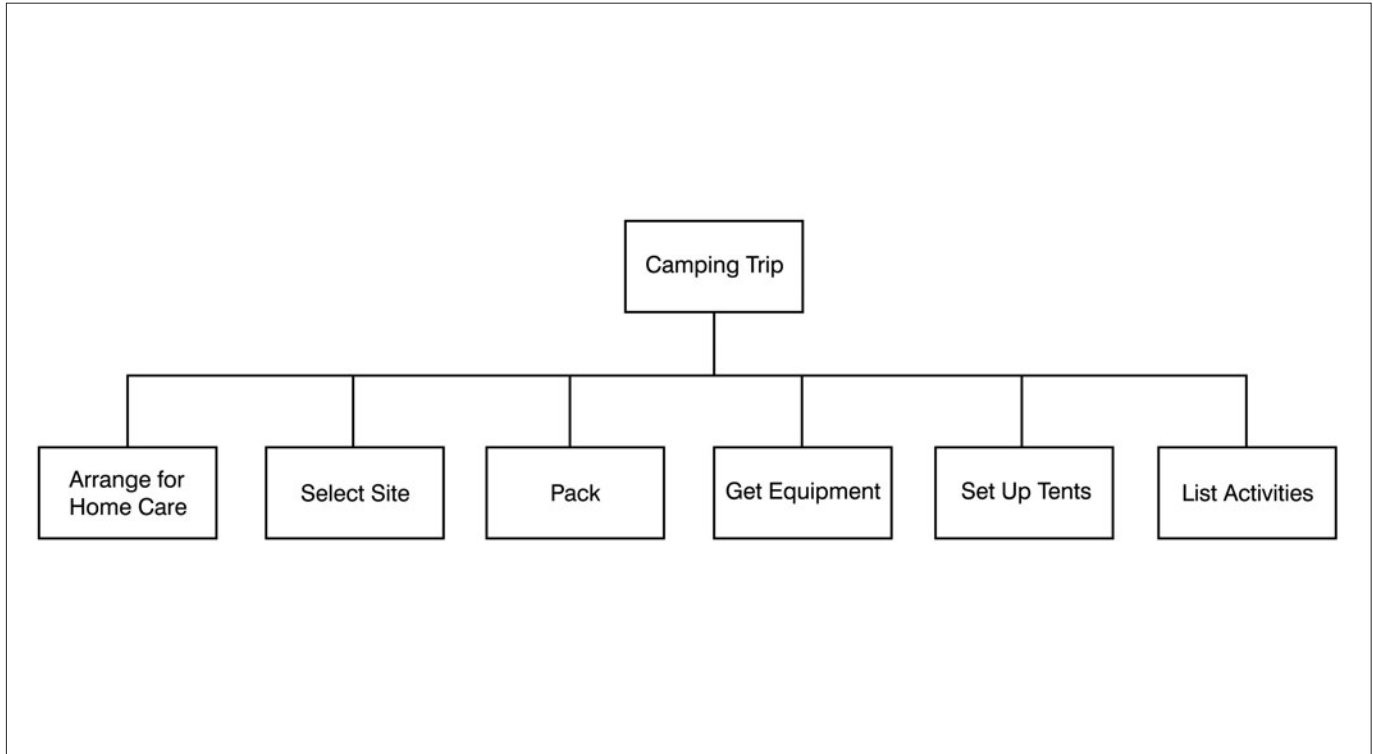 Camping Trip
Arrange for
Home Care
Select Site
Pack
Get Equipment
Set Up Tents
List Activities